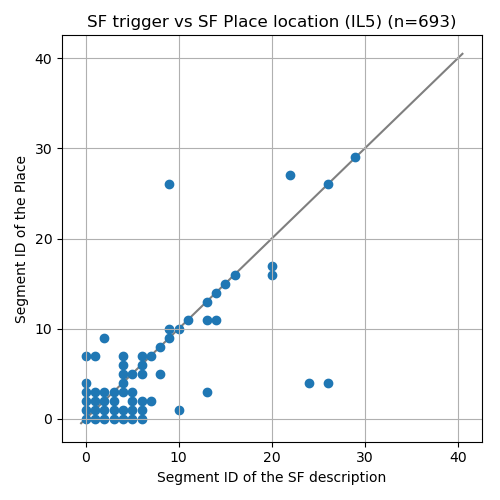 SF trigger vs SF Place location (IL5) (n=693)
Segment ID of the Place
40
30
20
10
0
0 10 20 30 40
Segment ID of the SF description